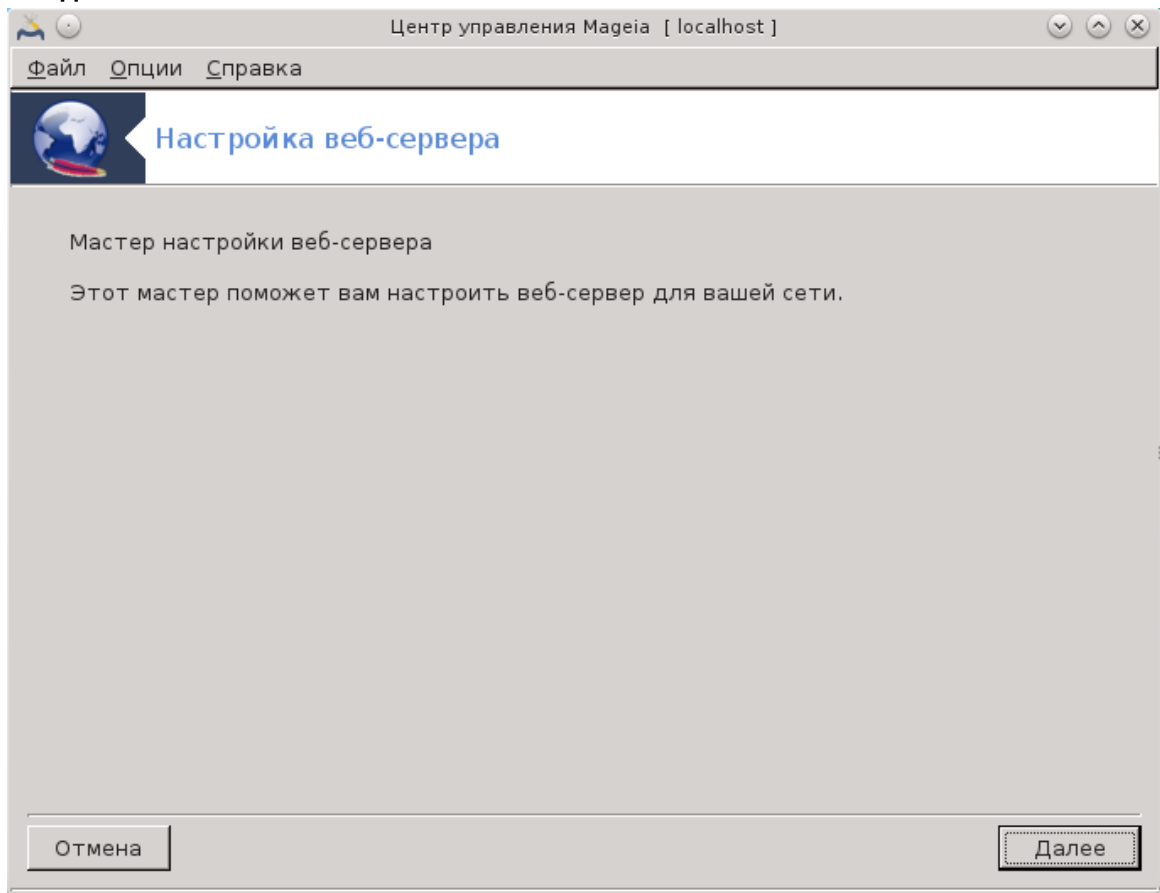 Центр управления Mageia [ localhost ]
Файл Опции Справка
Настройка веб-сервера
Мастер настройки веб-сервера
Этот мастер поможет вам настроить веб-сервер для вашей сети.
Отмена Далее